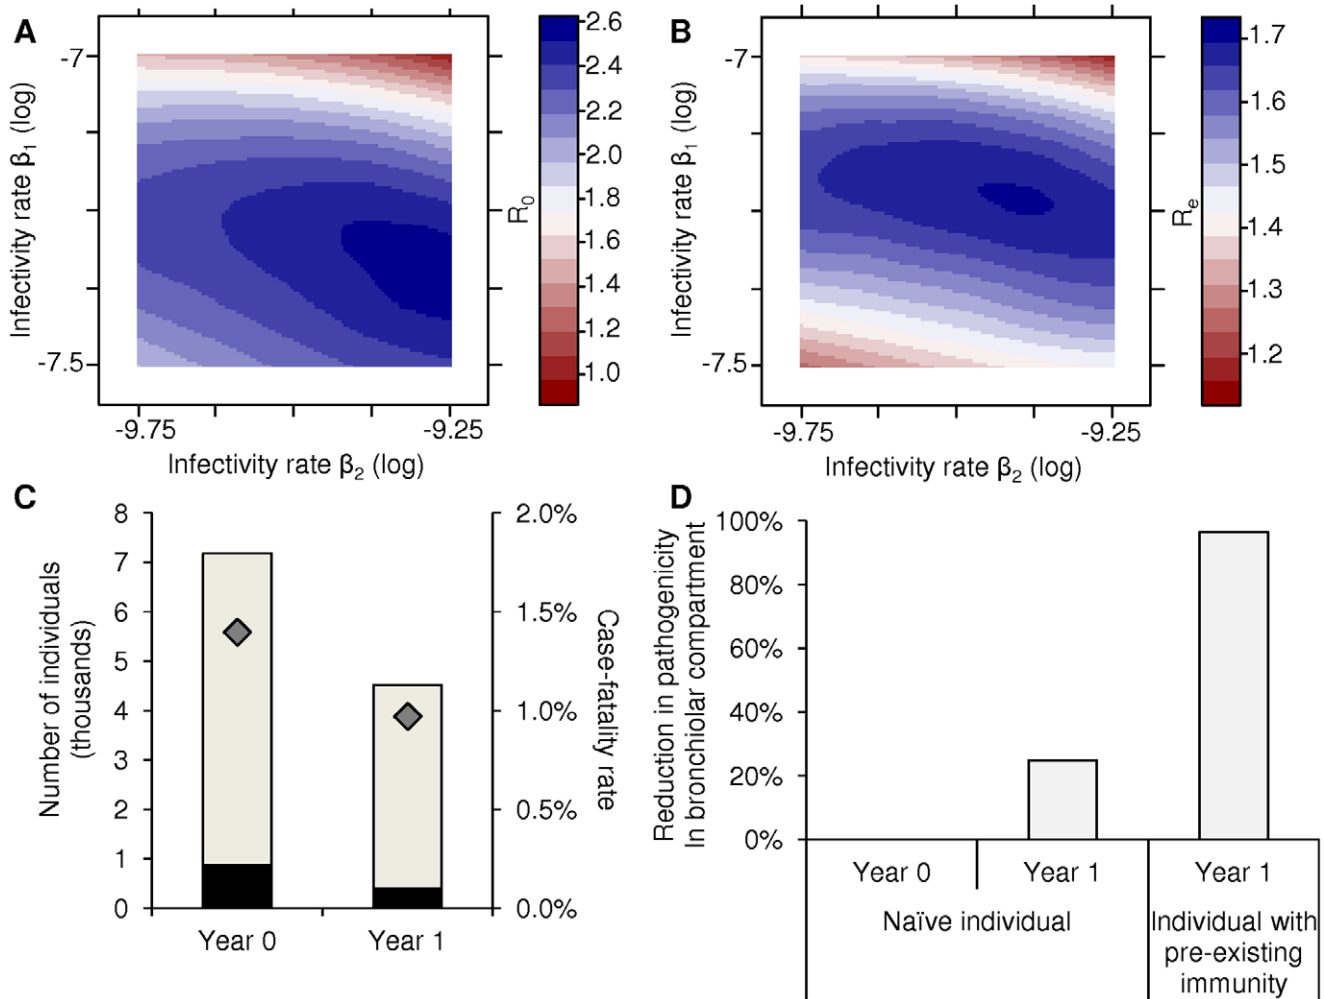 A
-7
-7.5
Infectivity rate β1 (log)
-9.75
-9.25
Infectivity rate β2 (log)
2.6
2.4
2.2
2.0
1.8
1.6
1.4
1.2
1.0
R0
B
-7
-7.5
Infectivity rate β1 (log)
-9.75
-9.25
Infectivity rate β2 (log)
1.7
1.6
1.5
1.4
1.3
1.2
Re
C
Number of individuals
(thousands)
8
7
6
5
4
3
2
1
0
2.0%
1.5%
1.0%
0.5%
0.0%
Case-fatality rate
Year 0
Year 1
D
Reduction in pathogenicity
In bronchiolar compartment
100%
80%
60%
40%
20%
0%
Year 0
Year 1
Year 1
Naïve individual
Individual with
pre-existing
immunity